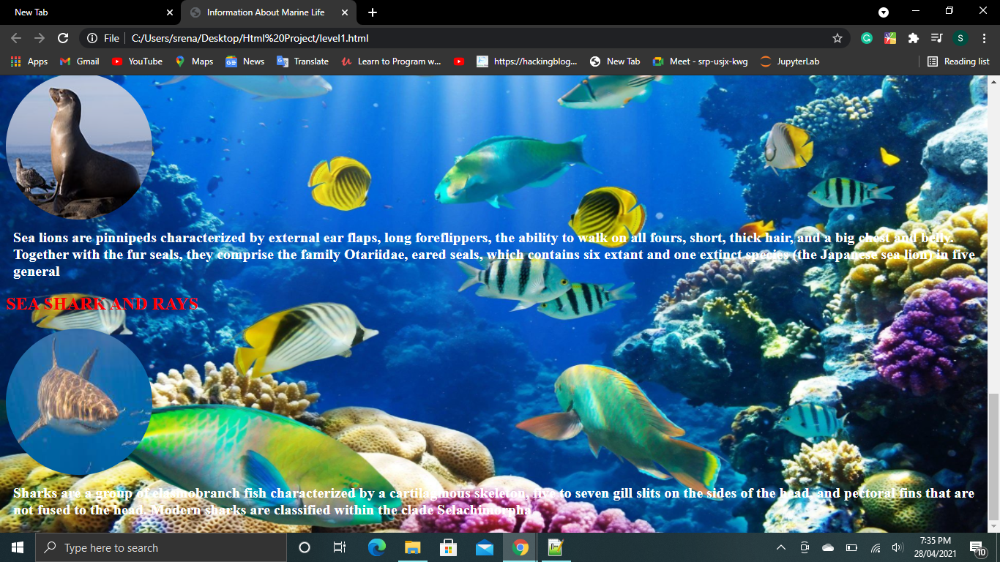 New Tab
Information About Marine Life
File
C:/Users/srena/Desktop/Html%20Project/level1.html
S
Apps
Gmail
YouTube
Maps
News
Translate
Learn to Program w...
https://hackingblog...
New Tab
Meet - srp-usjx-kwg
JupyterLab
Reading list
Sea lions are pinnipeds characterized by external ear flaps, long foreflippers, the ability to walk on all fours, short, thick hair, and a big chest and belly.
Together with the fur seals, they comprise the family Otariidae, eared seals, which contains six extant and one extinct species (the Japanese sea lion) in five
general
SEA SHARK AND RAYS
Sharks are a group of elasmobranch fish characterized by a cartilaginous skeleton, five to seven gill slits on the sides of the head, and pectoral fins that are
not fused to the head. Modern sharks are classified within the clade Selachimorpha
Type here to search
7:35 PM
28/04/2021
10